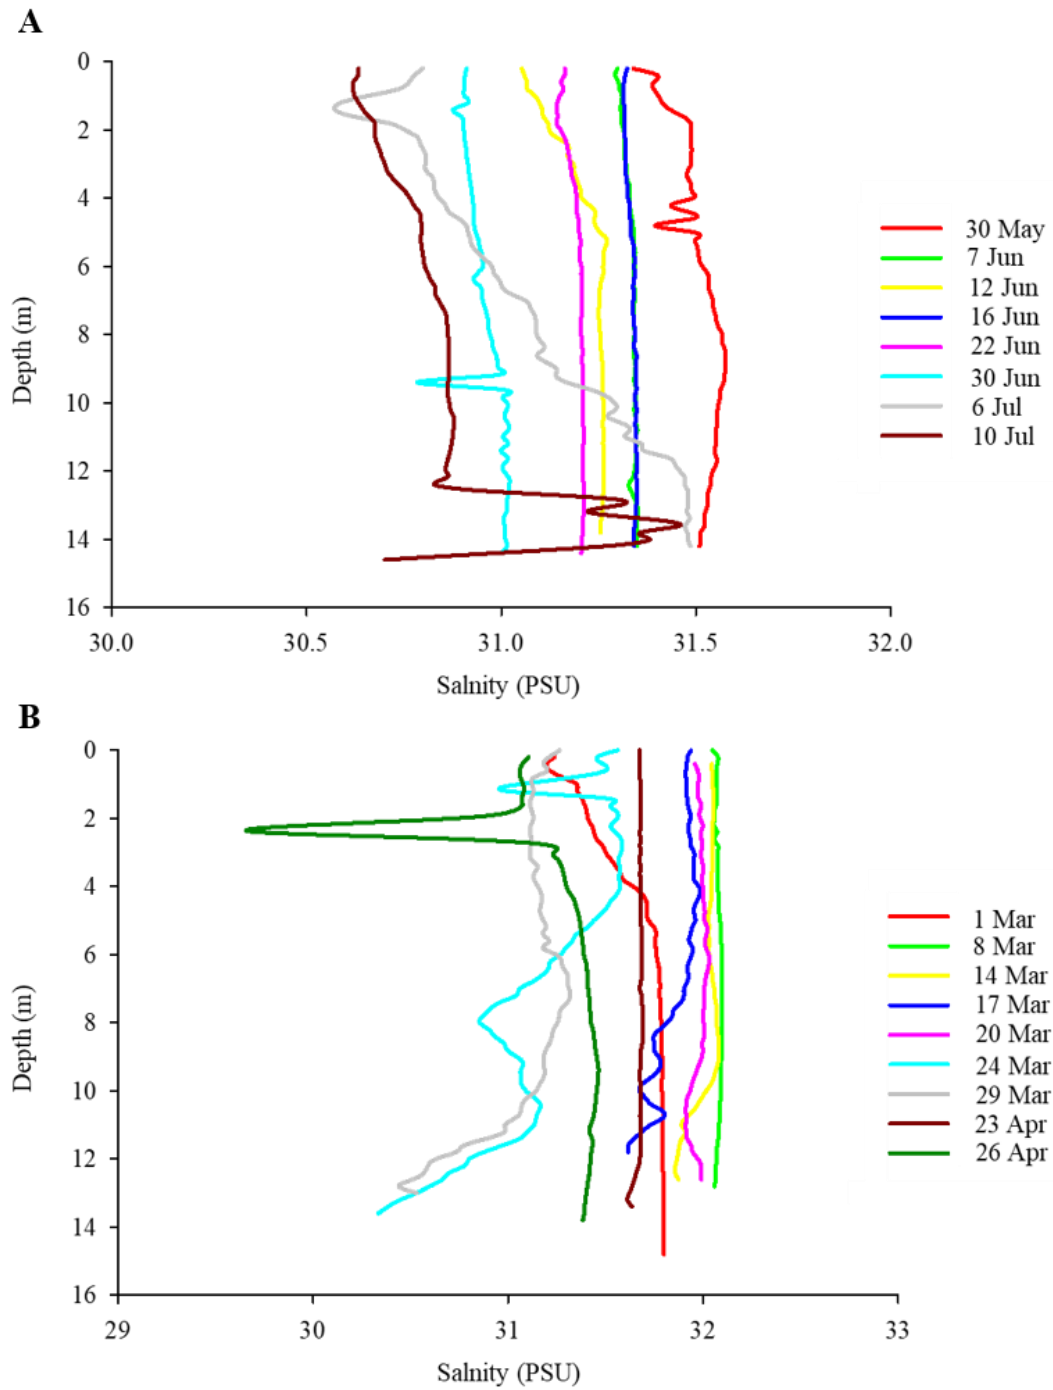 A
0
2
4
6
8
10
12
14
16
Depth (m)
30.0 30.5 31.0 31.5 32.0
Salnity (PSU)
30 May
7 Jun
12 Jun
16 Jun
22 Jun
30 Jun
6 Jul
10 Jul
B
0
2
4
6
8
10
12
14
16
Depth (m)
29 30 31 32 33
Salnity (PSU)
1 Mar
8 Mar
14 Mar
17 Mar
20 Mar
24 Mar
29 Mar
23 Apr
26 Apr